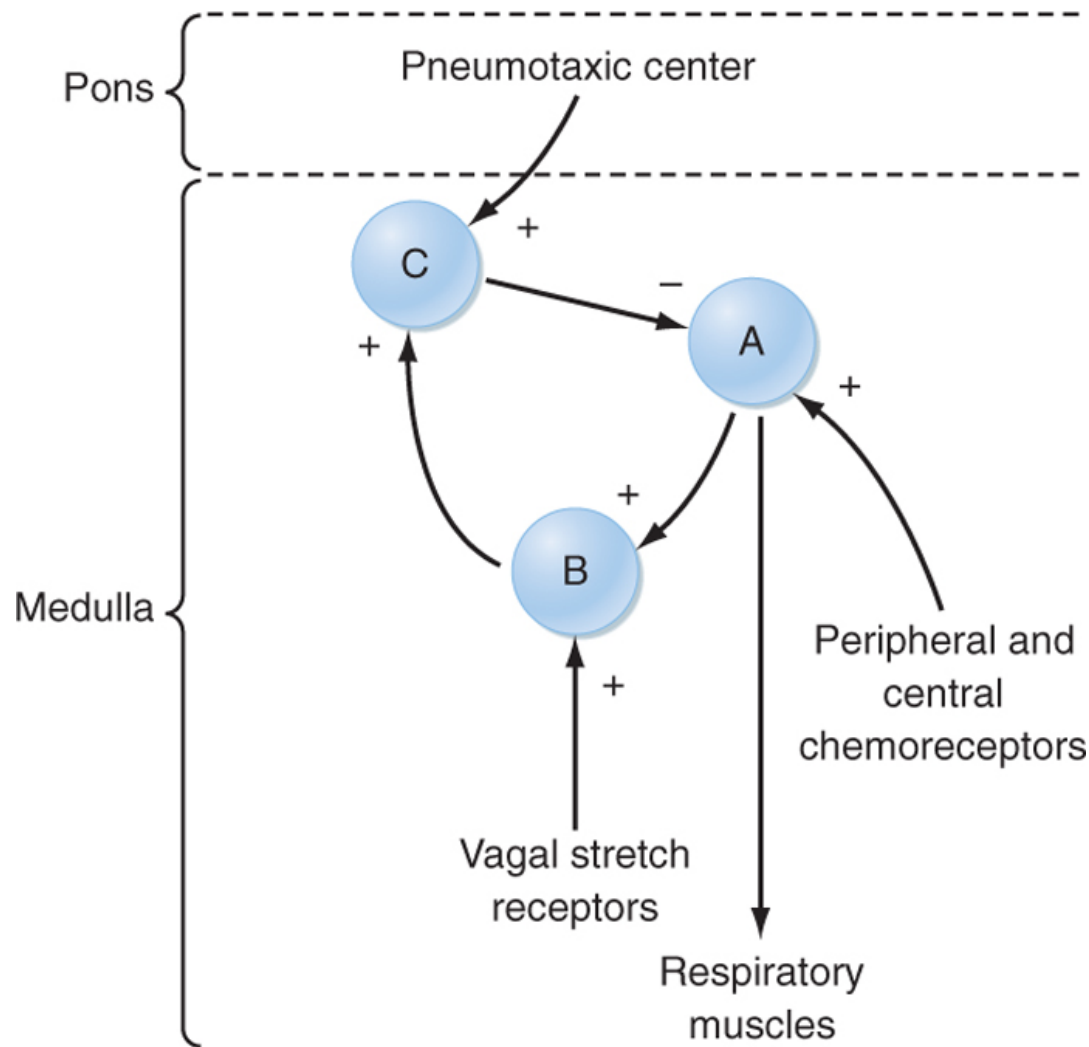 Pons
Pneumotaxic center
+
C
−
A
+
+
+
B
Medulla
+
Peripheral and
central
chemoreceptors
Vagal stretch
receptors
Respiratory
muscles